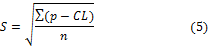 S = √(∑(p − CL) / n) (5)